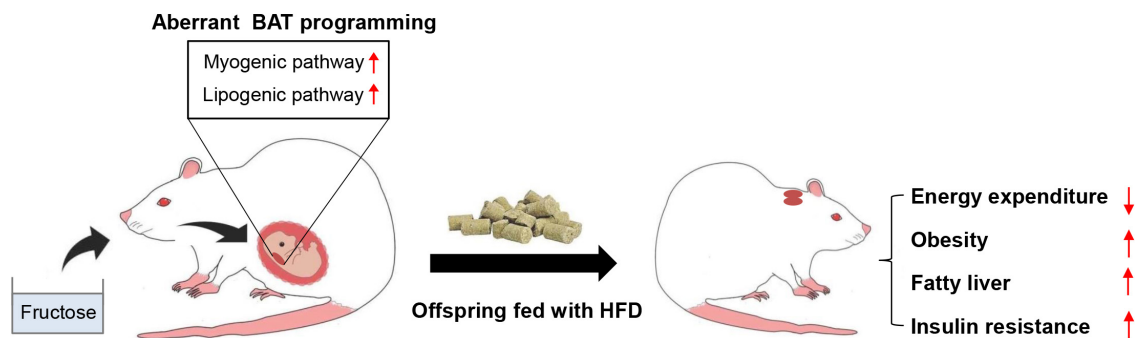 Aberrant BAT programming
Myogenic pathway ↑
Lipogenic pathway ↑
Fructose
Offspring fed with HFD
Energy expenditure ↓
Obesity ↑
Fatty liver ↑
Insulin resistance ↑